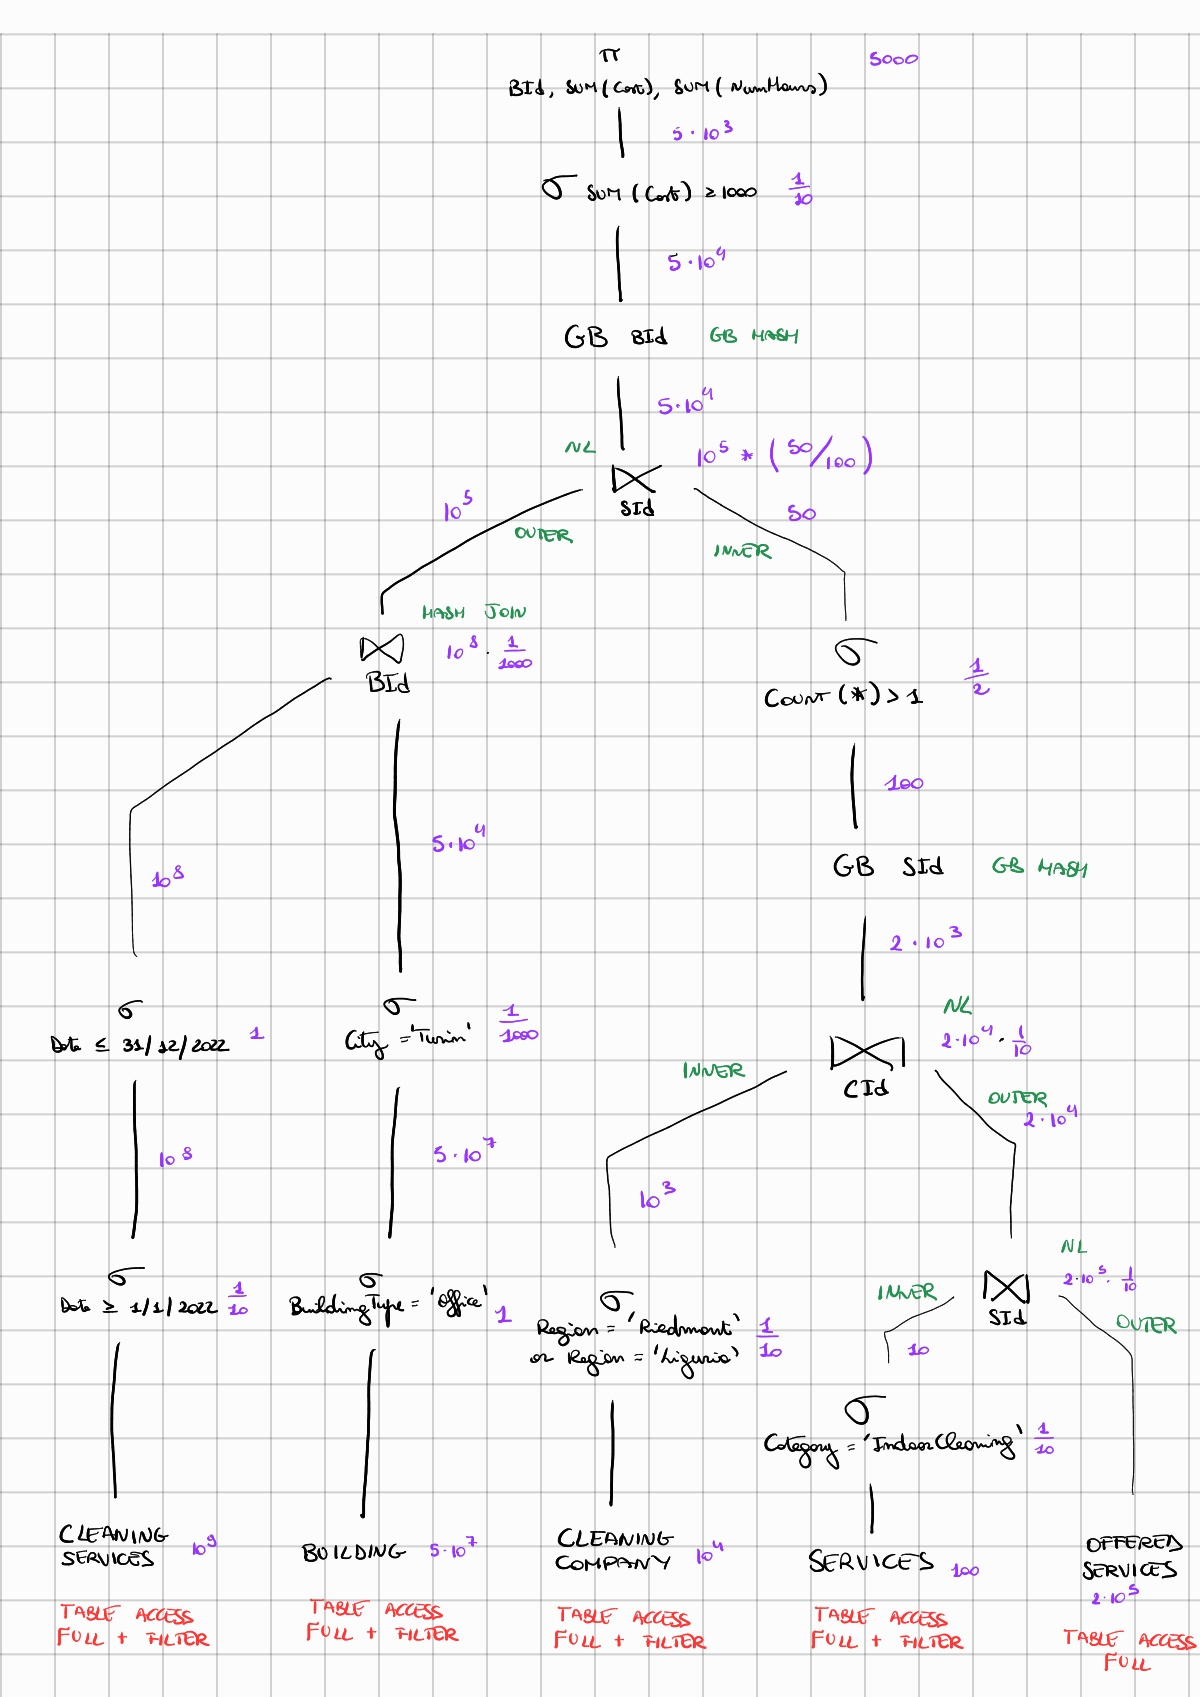 π 5000
BId, SUM(Cost), SUM(NumHours)
5·10³
σ SUM(Cost) ≥ 1000 1/10
5·10⁴
GB BId GB HASH
5·10⁴
NL 10⁵ * (50/100)
⋈
SId
10⁵ OUTER
50 INNER
HASH JOIN
⋈ 10⁸ · 1/1000
BId
σ 1/2
COUNT(*) > 1
100
5·10⁴
10⁸
GB SId GB HASH
2·10³
σ
Date ≤ 31/12/2022 1
σ 1/1000
City = 'Turin'
NL
⋈ 2·10⁴ · 1/10
CId
INNER
OUTER
2·10⁴
10⁸
5·10⁷
10³
σ
Date ≥ 1/1/2022 1/10
σ
BuildingType = 'Office' 1
σ
Region = 'Piedmont' 1/10
or Region = 'Liguria'
NL
⋈ 2·10⁵ · 1/10
SId
INNER
10
OUTER
σ
Category = 'IndoorCleaning' 1/10
CLEANING
SERVICES 10⁹
BUILDING 5·10⁷
CLEANING
COMPANY 10⁴
SERVICES 100
OFFERED
SERVICES
2·10⁵
TABLE ACCESS
FULL + FILTER
TABLE ACCESS
FULL + FILTER
TABLE ACCESS
FULL + FILTER
TABLE ACCESS
FULL + FILTER
TABLE ACCESS
FULL